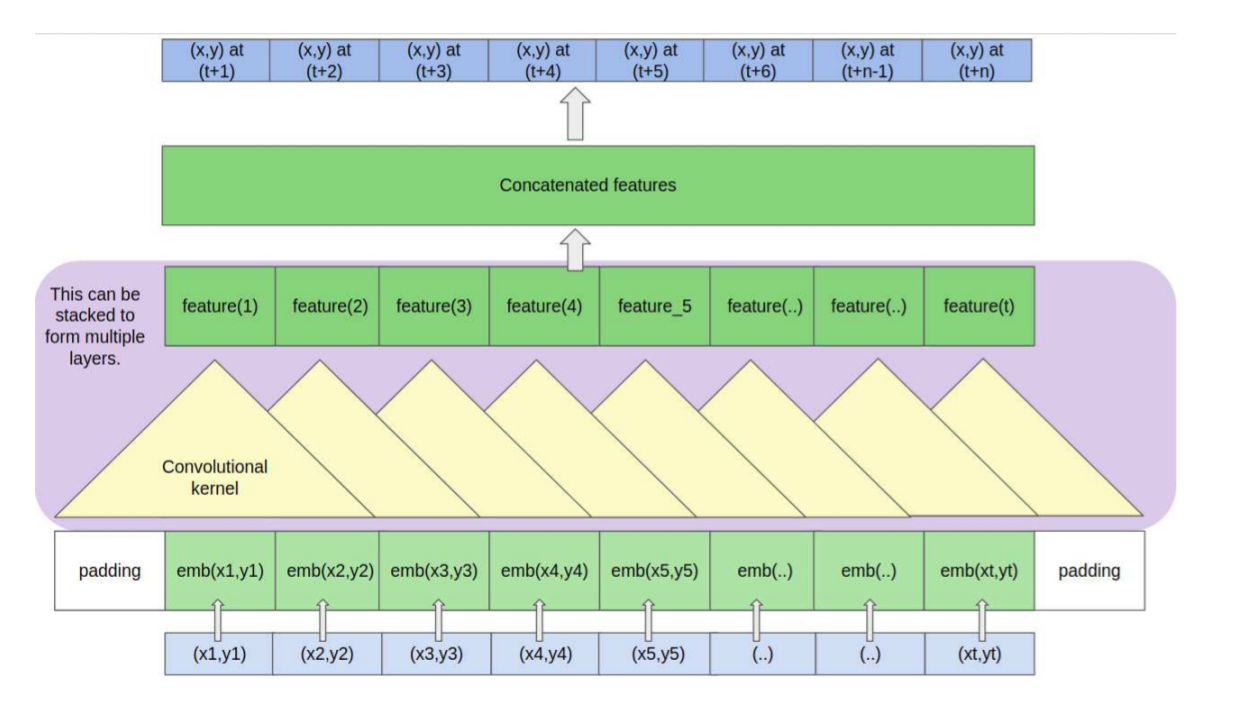 (x,y) at (x,y) at (x,y) at (x,y) at (x,y) at (x,y) at (x,y) at (x,y) at
(t+1) (t+2) (t+3) (t+4) (t+5) (t+6) (t+n-1) (t+n)
Concatenated features
This can be
stacked to
form multiple
layers.
feature(1) feature(2) feature(3) feature(4) feature_5 feature(..) feature(..) feature(t)
Convolutional
kernel
padding emb(x1,y1) emb(x2,y2) emb(x3,y3) emb(x4,y4) emb(x5,y5) emb(..) emb(..) emb(xt,yt) padding
(x1,y1) (x2,y2) (x3,y3) (x4,y4) (x5,y5) (..) (..) (xt,yt)